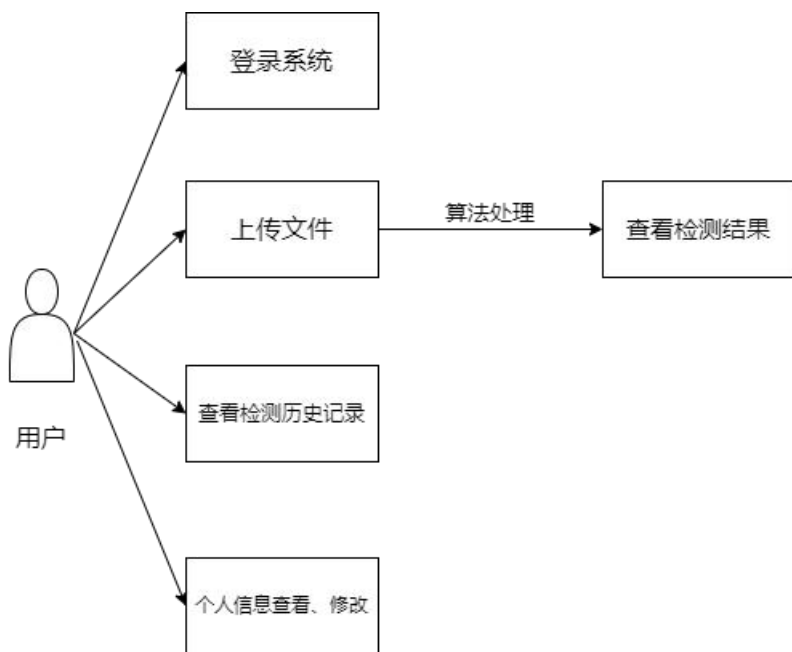 登录系统
上传文件
算法处理
查看检测结果
用户
查看检测历史记录
个人信息查看、修改